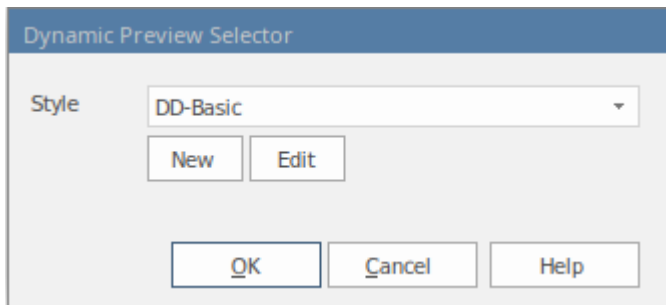 Dynamic Preview Selector
Style DD-Basic
New Edit
OK Cancel Help